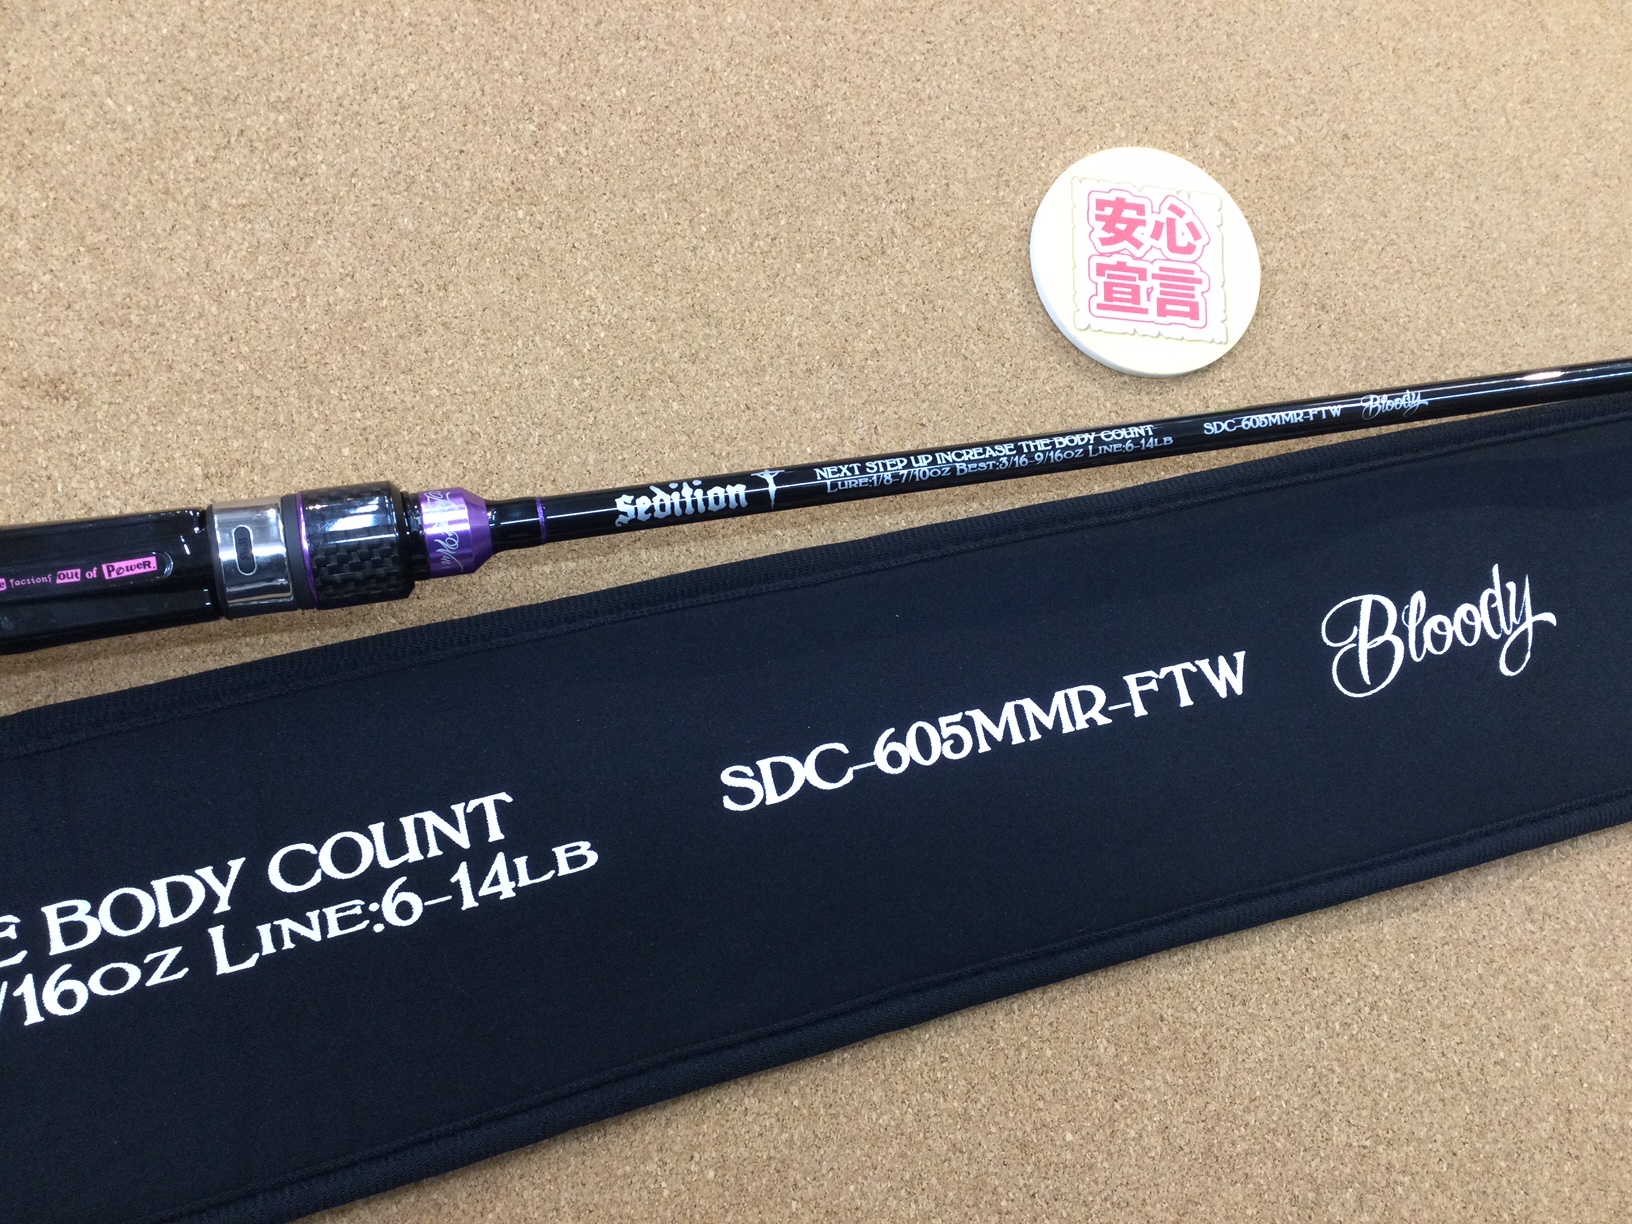 安心
宣言
sedition
NEXT STEP UP INCREASE THE BODY COUNT
LURE:1/8-7/10OZ BEST:3/16-9/16OZ LINE:6-14LB
SDC-605MMR-FTW Bloody
factions out of PoweR.
BODY COUNT
/16OZ LINE:6-14LB
SDC-605MMR-FTW
Bloody